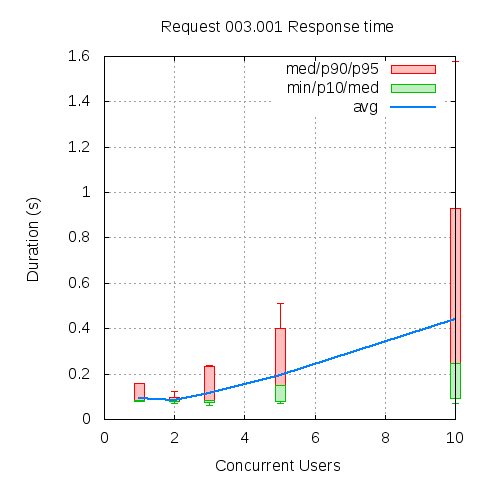 Request 003.001 Response time
med/p90/p95
min/p10/med
avg
1.6
1.4
1.2
1
0.8
0.6
0.4
0.2
0
Duration (s)
0 2 4 6 8 10
Concurrent Users